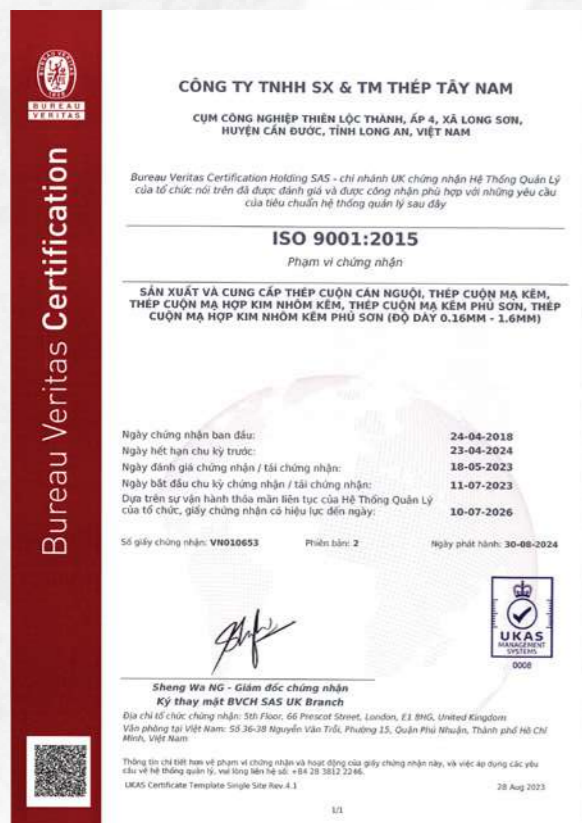 BUREAU VERITAS
BUREAU
VERITAS
Bureau Veritas Certification
CÔNG TY TNHH SX & TM THÉP TÂY NAM
CỤM CÔNG NGHIỆP THIÊN LỘC THÀNH, ẤP 4, XÃ LONG SƠN,
HUYỆN CẦN ĐƯỚC, TỈNH LONG AN, VIỆT NAM
Bureau Veritas Certification Holding SAS - chi nhánh UK chứng nhận Hệ Thống Quản Lý
của tổ chức nói trên đã được đánh giá và được công nhận phù hợp với những yêu cầu
của tiêu chuẩn hệ thống quản lý sau đây
ISO 9001:2015
Phạm vi chứng nhận
SẢN XUẤT VÀ CUNG CẤP THÉP CUỘN CÁN NGUỘI, THÉP CUỘN MẠ KẼM,
THÉP CUỘN MẠ HỢP KIM NHÔM KẼM, THÉP CUỘN MẠ KẼM PHỦ SƠN, THÉP
CUỘN MẠ HỢP KIM NHÔM KẼM PHỦ SƠN (ĐỘ DÀY 0.16MM - 1.6MM)
Ngày chứng nhận ban đầu: 24-04-2018
Ngày hết hạn chu kỳ trước: 23-04-2024
Ngày đánh giá chứng nhận / tái chứng nhận: 18-05-2023
Ngày bắt đầu chu kỳ chứng nhận / tái chứng nhận: 11-07-2023
Dựa trên sự vận hành thỏa mãn liên tục của Hệ Thống Quản Lý
của tổ chức, giấy chứng nhận có hiệu lực đến ngày: 10-07-2026
Số giấy chứng nhận: VN010653 Phiên bản: 2 Ngày phát hành: 30-08-2024
UKAS
MANAGEMENT
SYSTEMS
0008
Sheng Wa NG - Giám đốc chứng nhận
Ký thay mặt BVCH SAS UK Branch
Địa chỉ tổ chức chứng nhận: 5th Floor, 66 Prescot Street, London, E1 8HG, United Kingdom
Văn phòng tại Việt Nam: Số 36-38 Nguyễn Văn Trỗi, Phường 15, Quận Phú Nhuận, Thành phố Hồ Chí
Minh, Việt Nam
Thông tin chi tiết hơn về phạm vi chứng nhận và hoạt động của giấy chứng nhận này, và việc áp dụng các yêu
cầu về hệ thống quản lý, vui lòng liên hệ số: +84 28 3812 2246.
UKAS Certificate Template Single Site Rev.4.1 28 Aug 2023
1/1